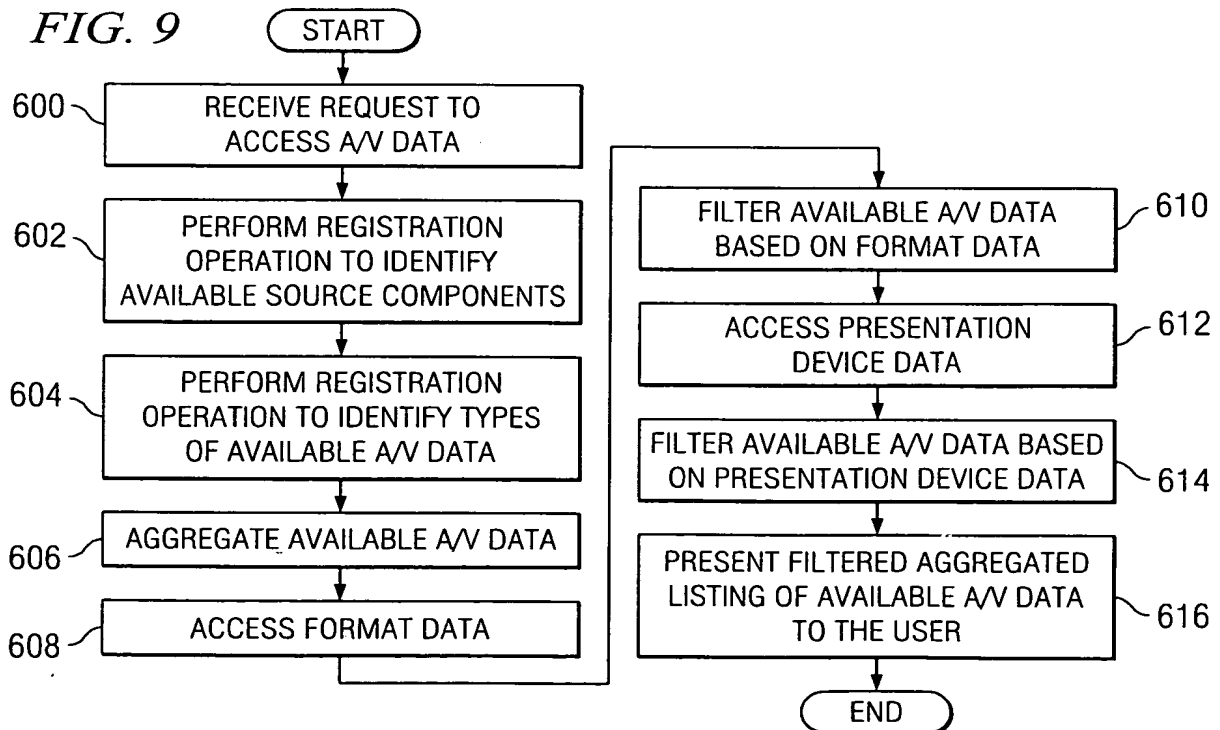 FIG. 9
START
600
RECEIVE REQUEST TO
ACCESS A/V DATA
602
PERFORM REGISTRATION
OPERATION TO IDENTIFY
AVAILABLE SOURCE COMPONENTS
604
PERFORM REGISTRATION
OPERATION TO IDENTIFY TYPES
OF AVAILABLE A/V DATA
606
AGGREGATE AVAILABLE A/V DATA
608
ACCESS FORMAT DATA
FILTER AVAILABLE A/V DATA
BASED ON FORMAT DATA
610
ACCESS PRESENTATION
DEVICE DATA
612
FILTER AVAILABLE A/V DATA BASED
ON PRESENTATION DEVICE DATA
614
PRESENT FILTERED AGGREGATED
LISTING OF AVAILABLE A/V DATA
TO THE USER
616
END